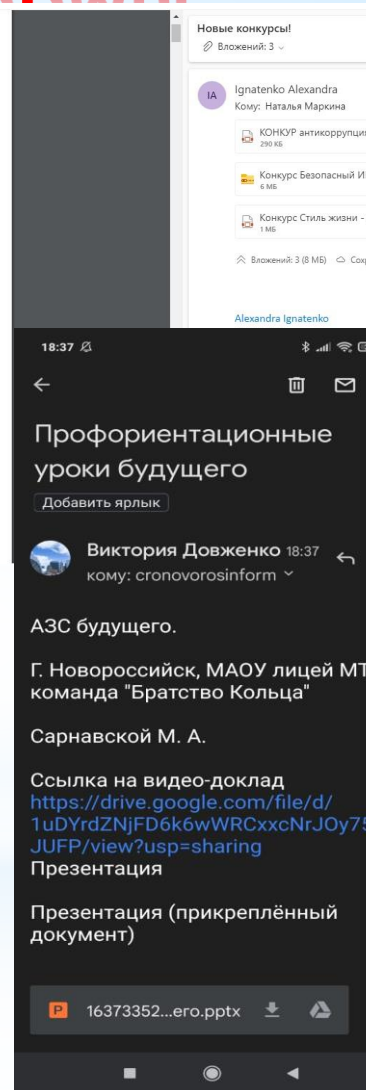 Новые конкурсы!
Вложений: 3
IA
Ignatenko Alexandra
Кому: Наталья Маркина
КОНКУР антикоррупция
290 КБ
Конкурс Безопасный И
6 МБ
Конкурс Стиль жизни -
1 МБ
Вложений: 3 (8 МБ)
Alexandra Ignatenko
18:37
Профориентационные
уроки будущего
Добавить ярлык
Виктория Довженко 18:37
кому: cronovorosinform
АЗС будущего.
Г. Новороссийск, МАОУ лицей МТ
команда "Братство Кольца"
Сарнавской М. А.
Ссылка на видео-доклад
https://drive.google.com/file/d/
1uDYrdZNjFD6k6wWRCxxcNrJOy75
JUFP/view?usp=sharing
Презентация
Презентация (прикреплённый
документ)
P
16373352...его.pptx